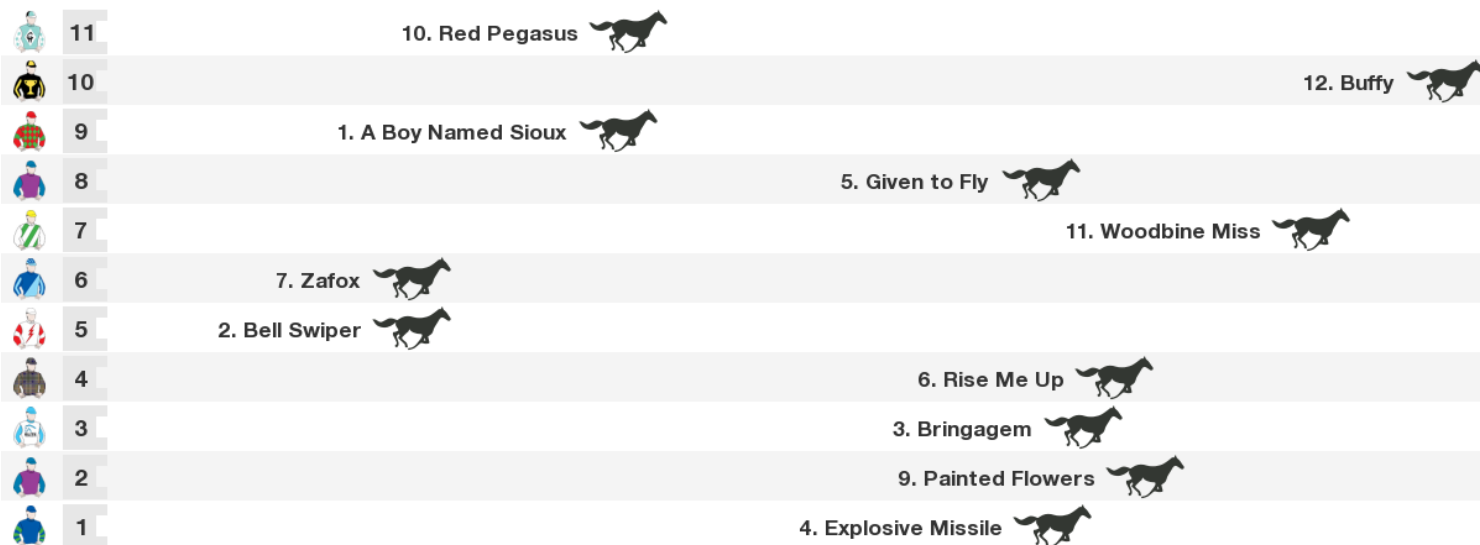 11 10. Red Pegasus
10 12. Buffy
9 1. A Boy Named Sioux
8 5. Given to Fly
7 11. Woodbine Miss
6 7. Zafox
5 2. Bell Swiper
4 6. Rise Me Up
3 3. Bringagem
2 9. Painted Flowers
1 4. Explosive Missile